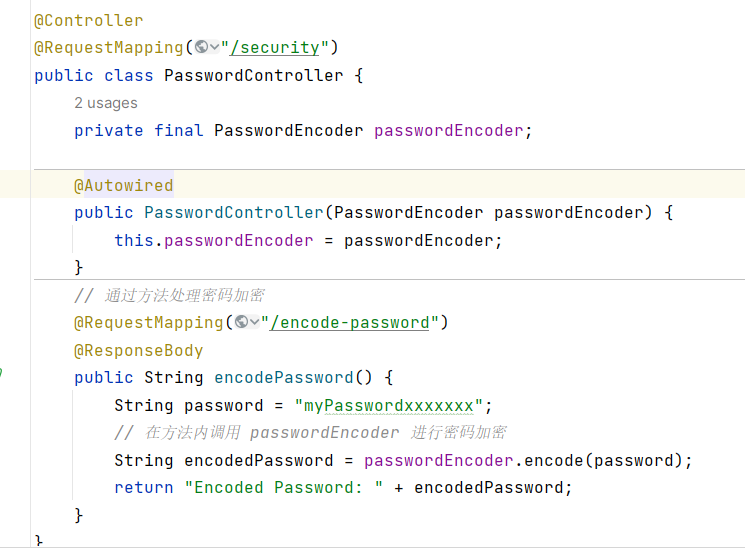 @Controller
@RequestMapping("/security")
public class PasswordController {
2 usages
private final PasswordEncoder passwordEncoder;
@Autowired
public PasswordController(PasswordEncoder passwordEncoder) {
this.passwordEncoder = passwordEncoder;
}
// 通过方法处理密码加密
@RequestMapping("/encode-password")
@ResponseBody
public String encodePassword() {
String password = "myPasswordxxxxxxx";
// 在方法内调用 passwordEncoder 进行密码加密
String encodedPassword = passwordEncoder.encode(password);
return "Encoded Password: " + encodedPassword;
}
}